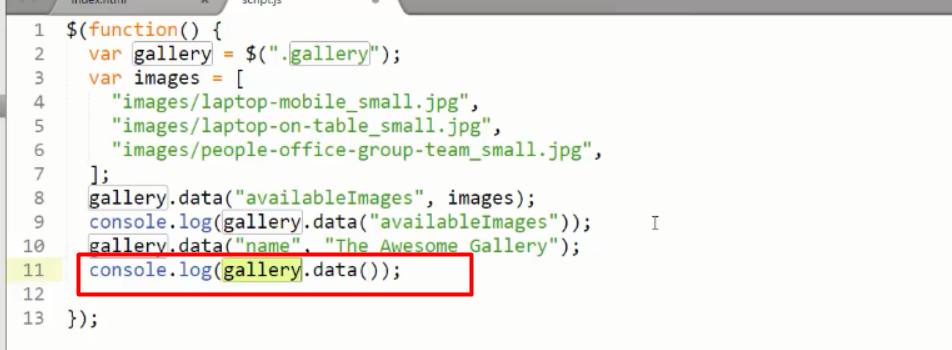 index.html script.js
1 $(function() {
2 var gallery = $(".gallery");
3 var images = [
4 "images/laptop-mobile_small.jpg",
5 "images/laptop-on-table_small.jpg",
6 "images/people-office-group-team_small.jpg",
7 ];
8 gallery.data("availableImages", images);
9 console.log(gallery.data("availableImages"));
10 gallery.data("name", "The Awesome Gallery");
11 console.log(gallery.data());
12
13 });